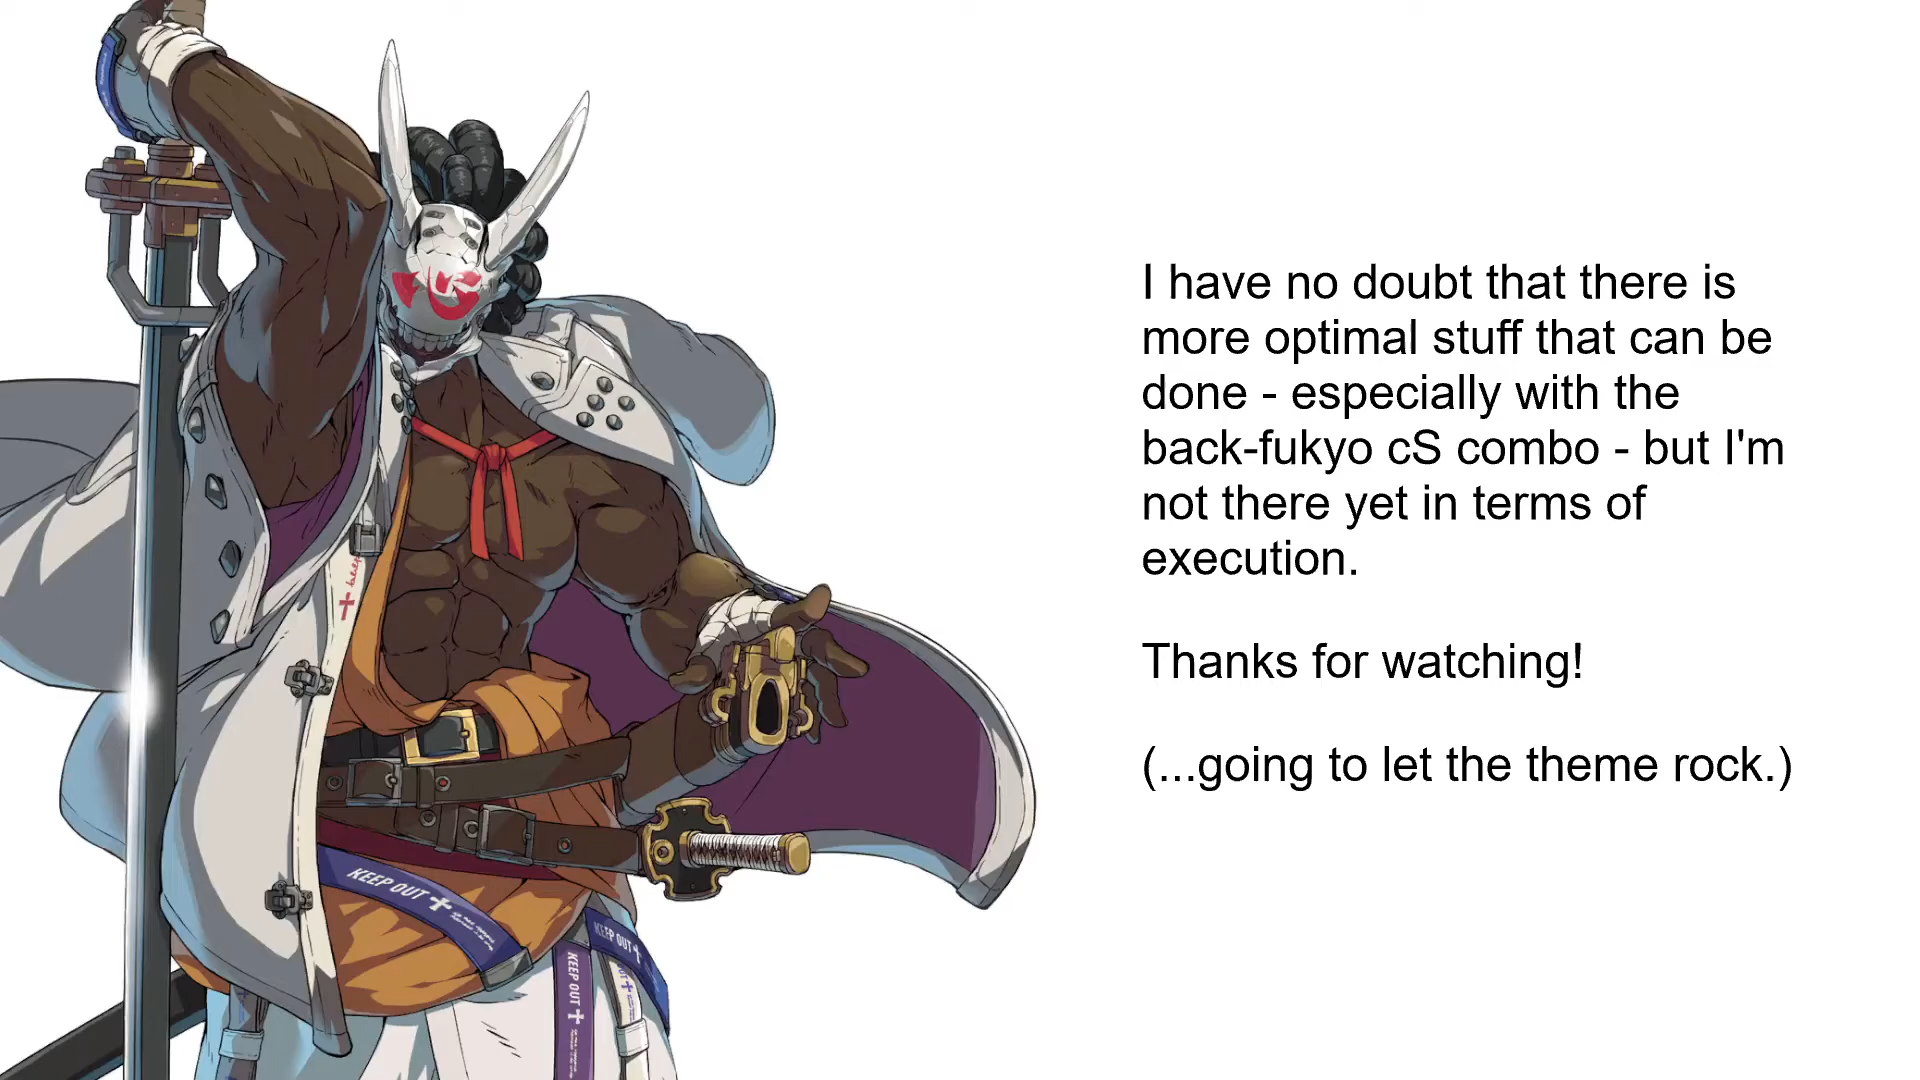 I have no doubt that there is
more optimal stuff that can be
done - especially with the
back-fukyo cS combo - but I'm
not there yet in terms of
execution.
Thanks for watching!
(...going to let the theme rock.)
KEEP OUT
KEEP OUT
KEEP OUT